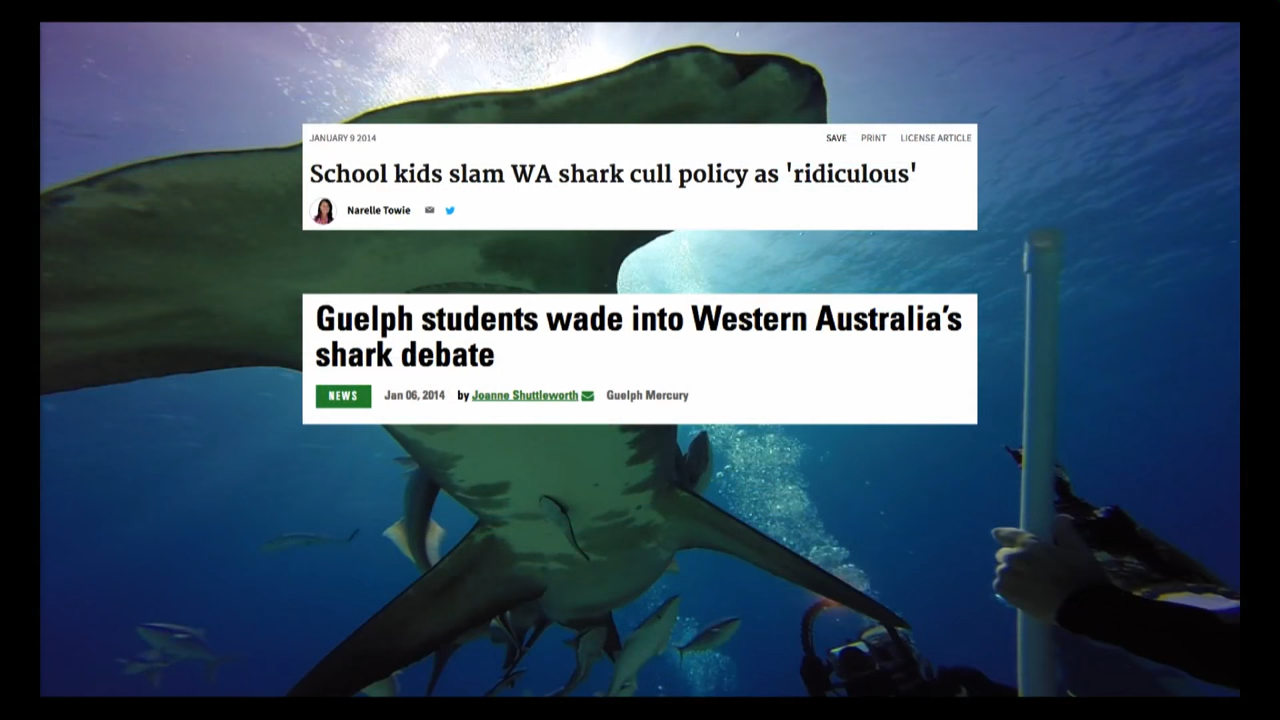 JANUARY 9 2014 SAVE PRINT LICENSE ARTICLE
School kids slam WA shark cull policy as 'ridiculous'
Narelle Towie
Guelph students wade into Western Australia's
shark debate
NEWS Jan 06, 2014 by Joanne Shuttleworth Guelph Mercury